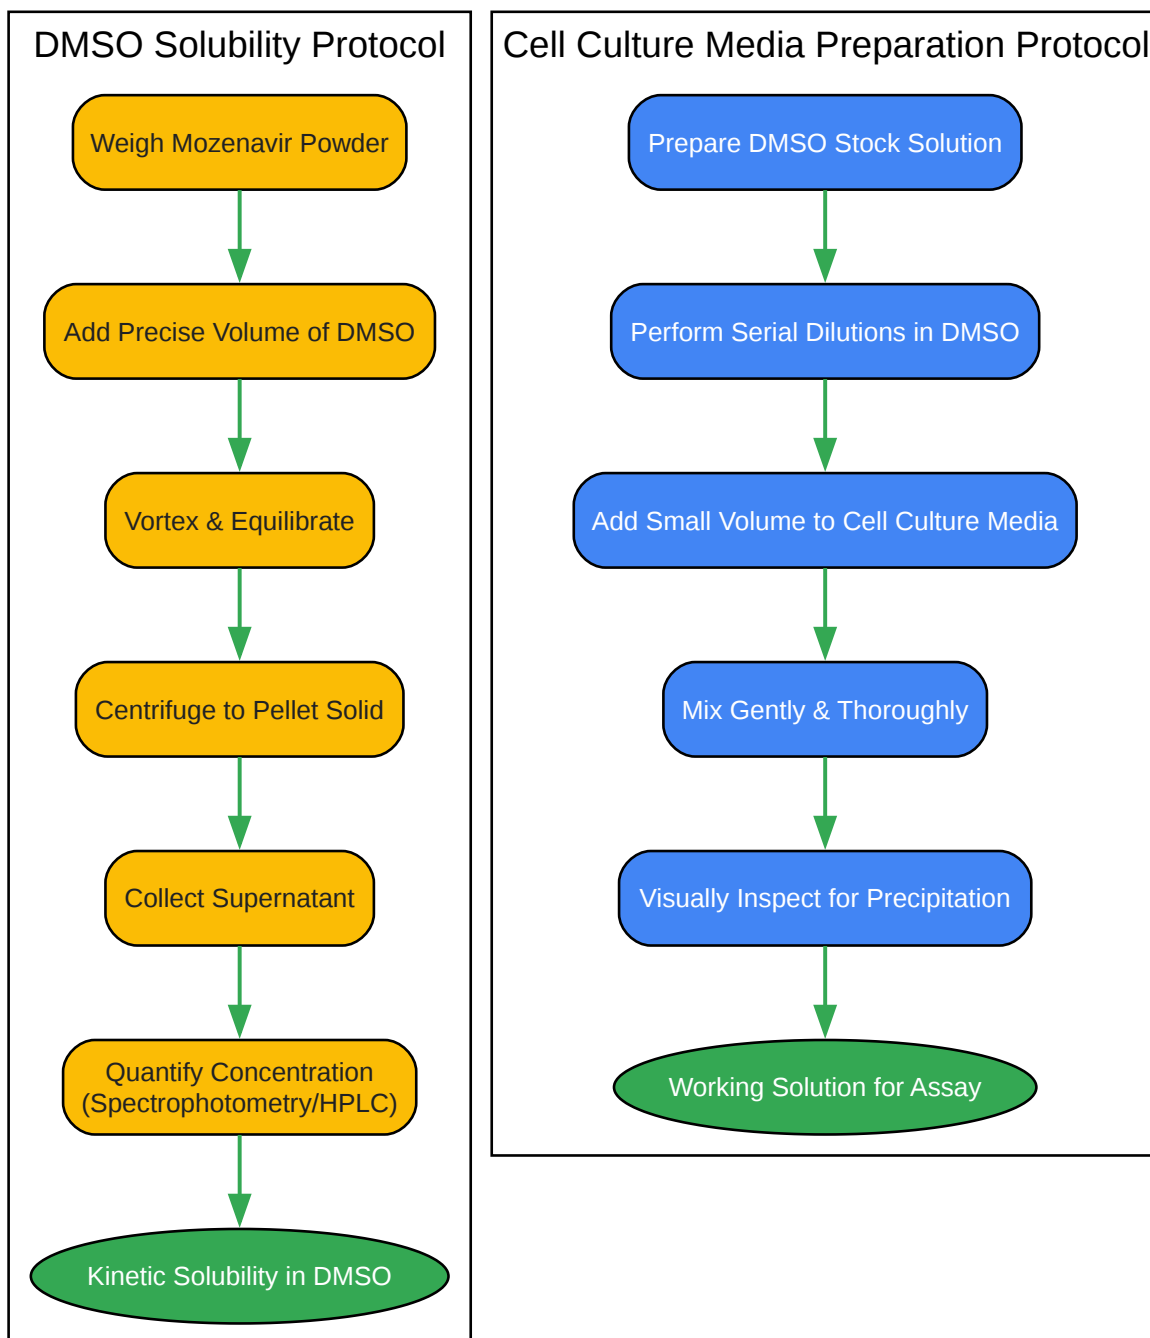 DMSO Solubility Protocol
Weigh Mozenavir Powder
Add Precise Volume of DMSO
Vortex & Equilibrate
Centrifuge to Pellet Solid
Collect Supernatant
Quantify Concentration
(Spectrophotometry/HPLC)
Kinetic Solubility in DMSO
Cell Culture Media Preparation Protocol
Prepare DMSO Stock Solution
Perform Serial Dilutions in DMSO
Add Small Volume to Cell Culture Media
Mix Gently & Thoroughly
Visually Inspect for Precipitation
Working Solution for Assay